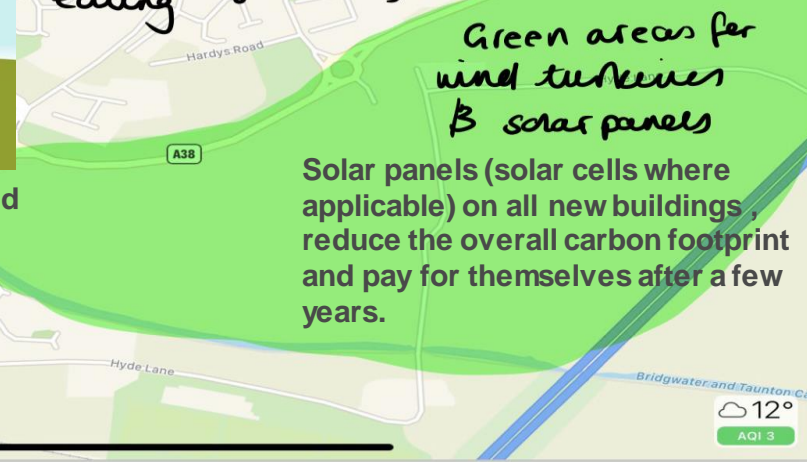 eating
Hardys Road
Green areas for
wind turbines
& solar panels
A38
d
Solar panels (solar cells where
applicable) on all new buildings ,
reduce the overall carbon footprint
and pay for themselves after a few
years.
Hyde Lane
Bridgwater and Taunton
12°
AQI 3